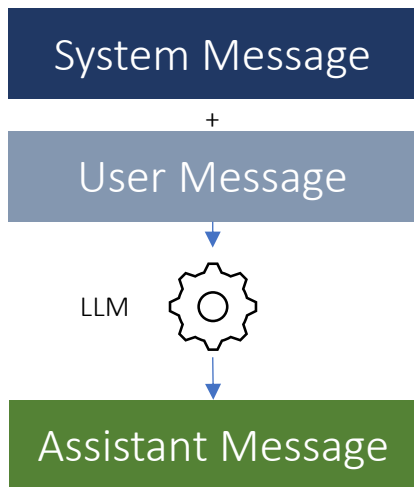 System Message
+
User Message
LLM
Assistant Message